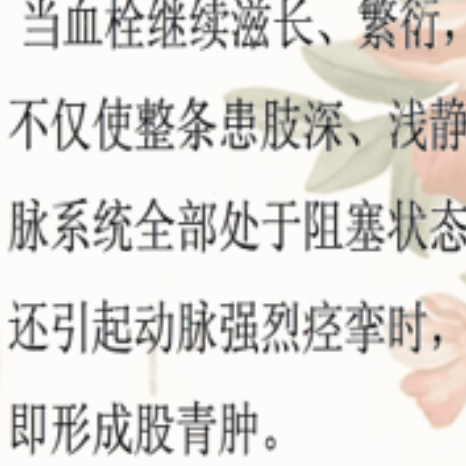 当血栓继续滋长、繁衍，
不仅使整条患肢深、浅静
脉系统全部处于阻塞状态
还引起动脉强烈痉挛时，
即形成股青肿。